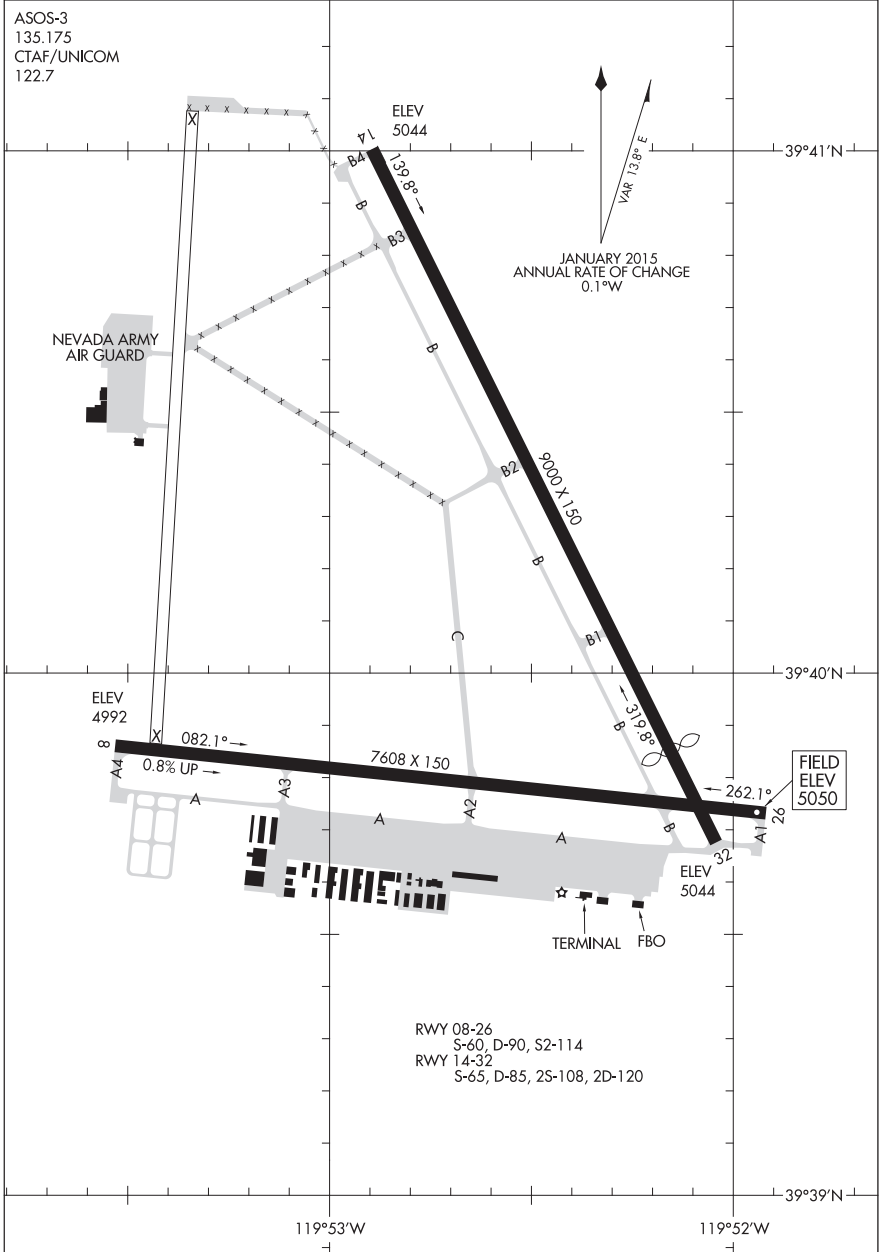 ASOS-3
135.175
CTAF/UNICOM
122.7
ELEV
5044
14
B4
139.8°
VAR 13.8° E
39°41'N
B
B3
JANUARY 2015
ANNUAL RATE OF CHANGE
0.1°W
NEVADA ARMY
AIR GUARD
X
B
B2
9000 X 150
B
C
B1
39°40'N
ELEV
4992
B
319.8°
8
X
082.1°
7608 X 150
0.8% UP
A4
A
A3
A
A2
A
B
262.1°
26
A1
FIELD
ELEV
5050
32
ELEV
5044
TERMINAL
FBO
RWY 08-26
S-60, D-90, S2-114
RWY 14-32
S-65, D-85, 2S-108, 2D-120
39°39'N
119°53'W
119°52'W